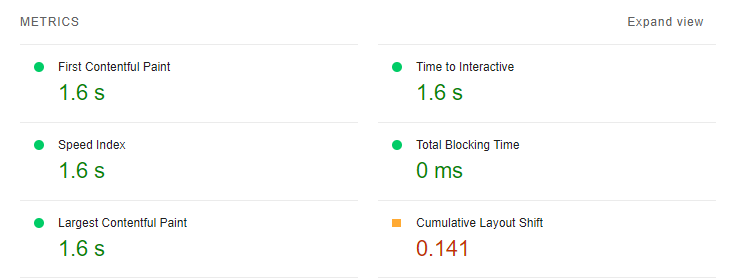 METRICS
Expand view
First Contentful Paint
1.6 s
Time to Interactive
1.6 s
Speed Index
1.6 s
Total Blocking Time
0 ms
Largest Contentful Paint
1.6 s
Cumulative Layout Shift
0.141